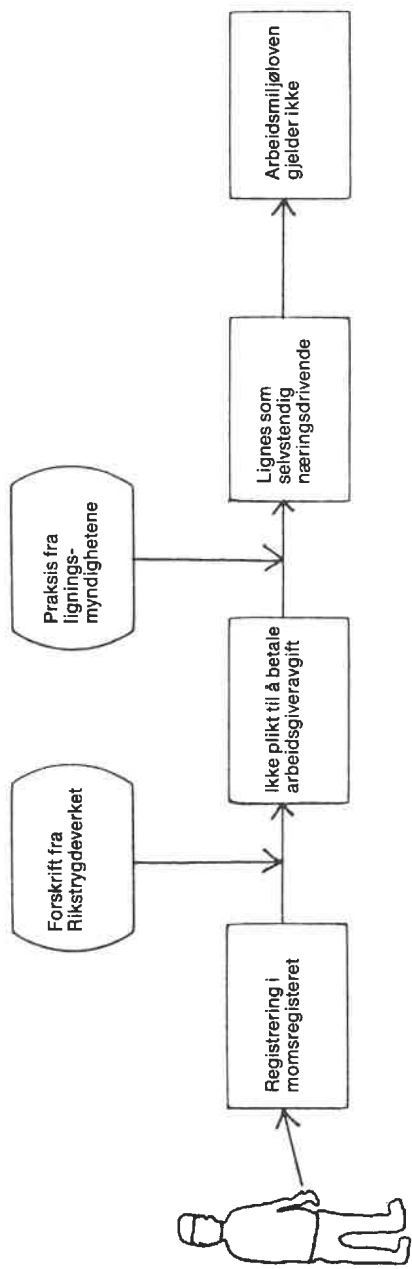 Forskrift fra
Rikstrygdeverket
Praksis fra
lignings-
myndighetene
Registrering i
momsregisteret
Ikke plikt til å betale
arbeidsgiveravgift
Lignes som
selvstendig
næringsdrivende
Arbeidsmiljøloven
gjelder ikke